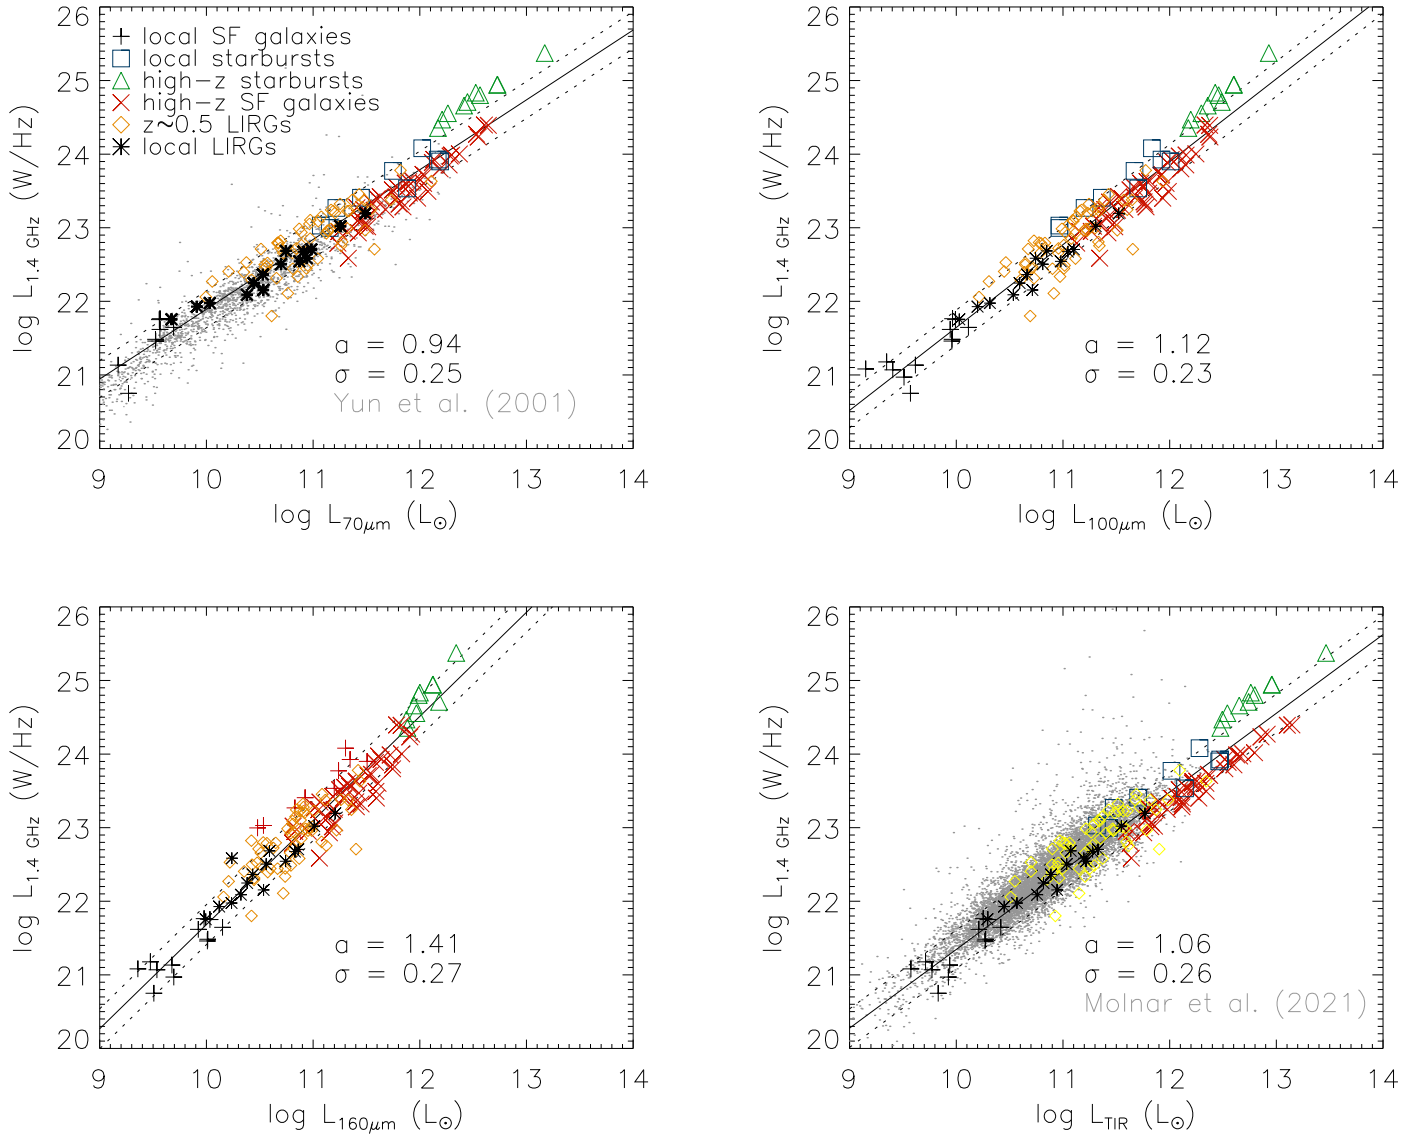 26
25
24
23
22
21
20
log L1.4 GHz (W/Hz)
local SF galaxies
local starbursts
high-z starbursts
high-z SF galaxies
z~0.5 LIRGs
local LIRGs
a = 0.94
σ = 0.25
Yun et al. (2001)
9 10 11 12 13 14
log L70μm (L⊙)
26
25
24
23
22
21
20
log L1.4 GHz (W/Hz)
a = 1.12
σ = 0.23
9 10 11 12 13 14
log L100μm (L⊙)
26
25
24
23
22
21
20
log L1.4 GHz (W/Hz)
a = 1.41
σ = 0.27
9 10 11 12 13 14
log L160μm (L⊙)
26
25
24
23
22
21
20
log L1.4 GHz (W/Hz)
a = 1.06
σ = 0.26
Molnar et al. (2021)
9 10 11 12 13 14
log LTIR (L⊙)